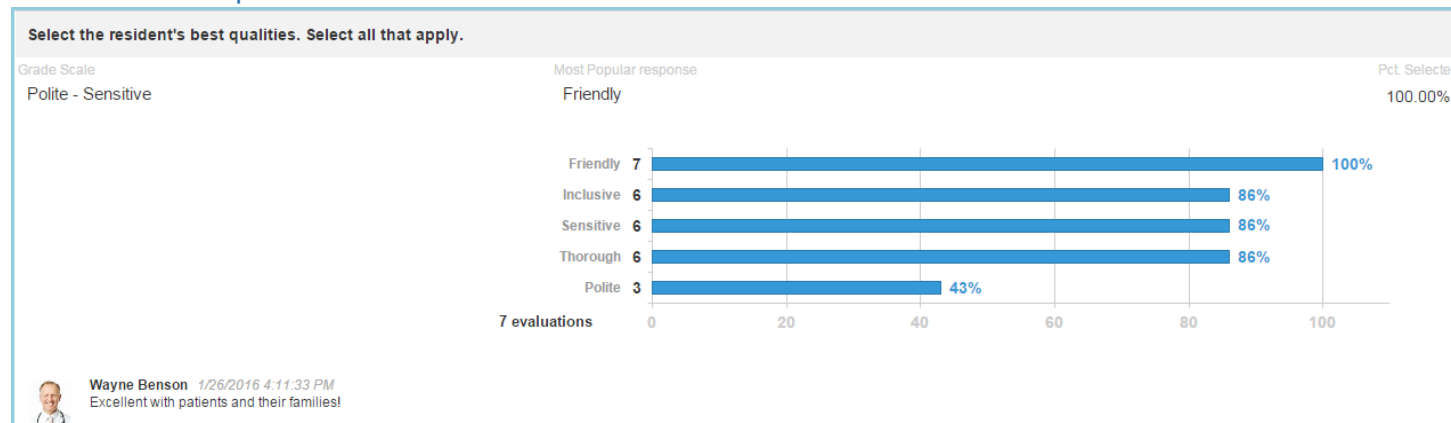 Select the resident's best qualities. Select all that apply.
Grade Scale Most Popular response Pct. Selecte
Polite - Sensitive Friendly 100.00%
Friendly 7 100%
Inclusive 6 86%
Sensitive 6 86%
Thorough 6 86%
Polite 3 43%
7 evaluations 0 20 40 60 80 100
Wayne Benson 1/26/2016 4:11:33 PM
Excellent with patients and their families!